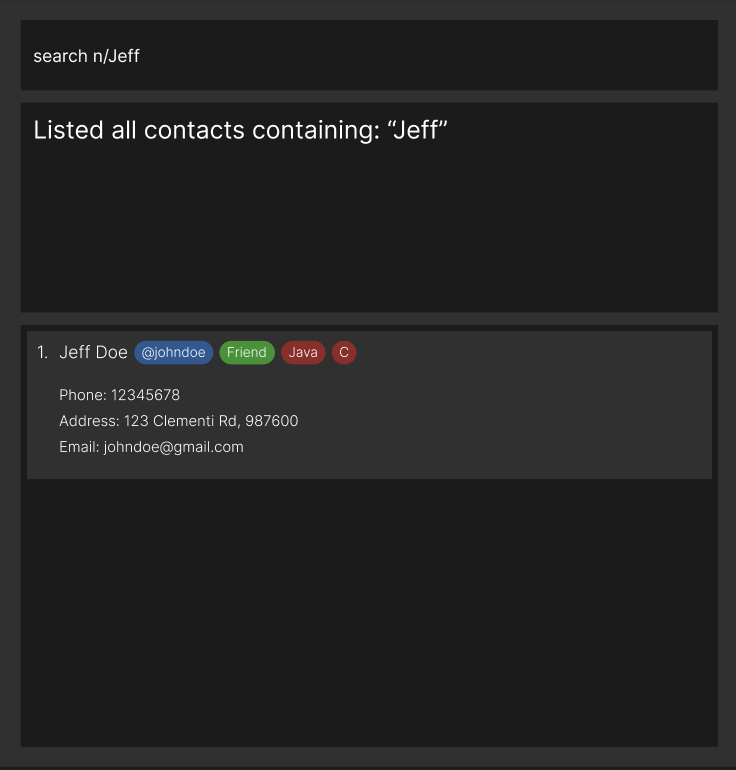 search n/Jeff
Listed all contacts containing: “Jeff”
1. Jeff Doe @johndoe Friend Java C
Phone: 12345678
Address: 123 Clementi Rd, 987600
Email: johndoe@gmail.com